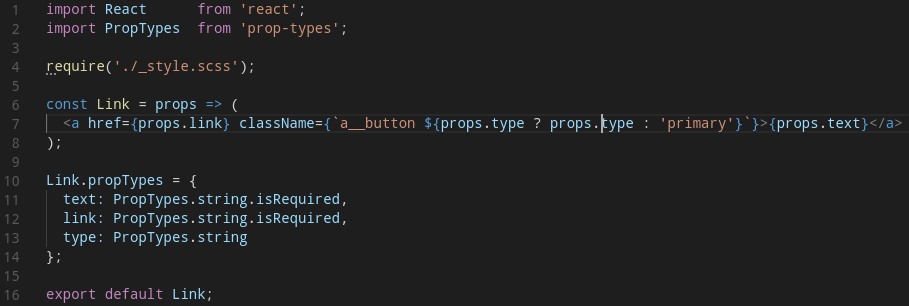 1 import React      from 'react';
2 import PropTypes  from 'prop-types';
3
4 require('./_style.scss');
5
6 const Link = props => (
7   <a href={props.link} className={`a__button ${props.type ? props.type : 'primary'}`}>{props.text}</a>
8 );
9
10 Link.propTypes = {
11   text: PropTypes.string.isRequired,
12   link: PropTypes.string.isRequired,
13   type: PropTypes.string
14 };
15
16 export default Link;